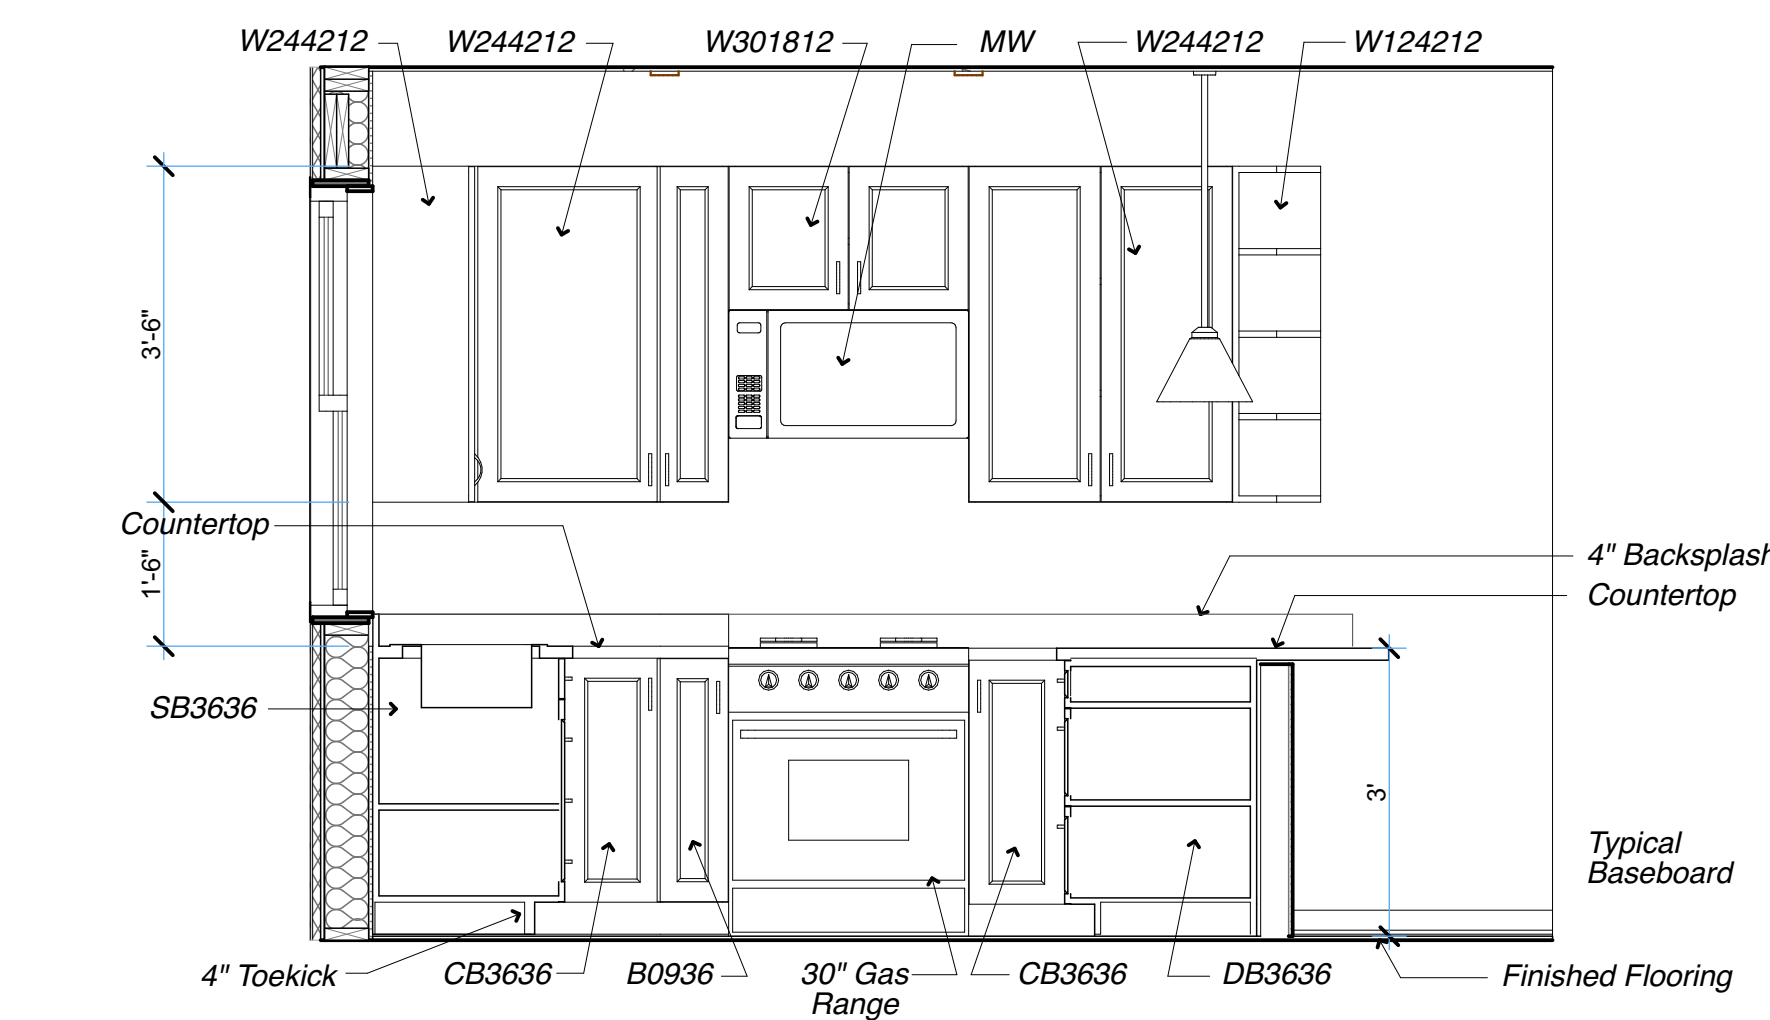 W244212
W244212
W301812
MW
W244212
W124212
3'-6"
Countertop
1'-6"
4" Backsplash
Countertop
SB3636
3'
Typical
Baseboard
4" Toekick
CB3636
B0936
30" Gas
Range
CB3636
DB3636
Finished Flooring